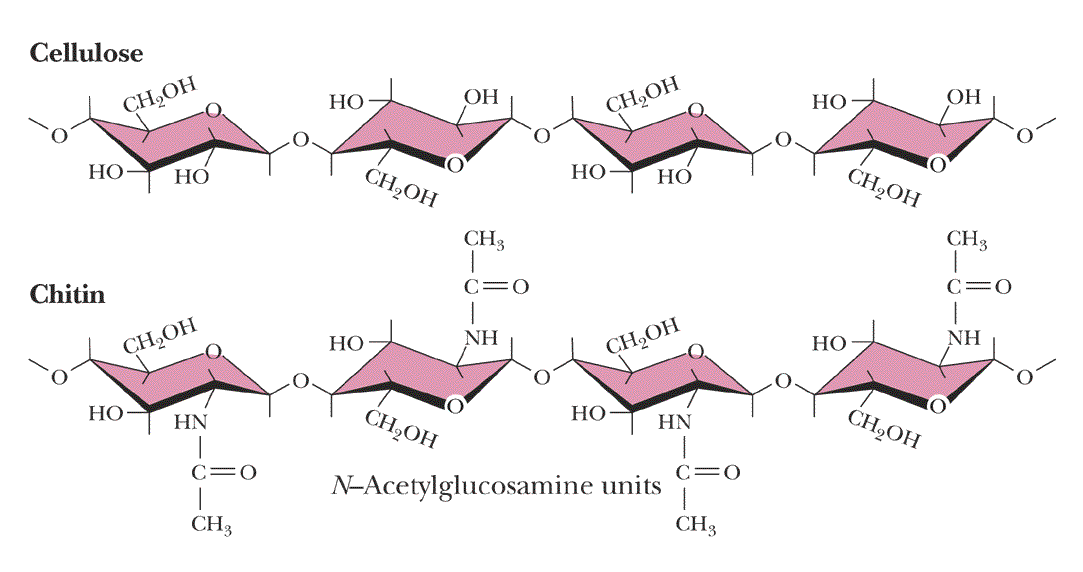 Cellulose
CH₂OH O HO OH CH₂OH O HO OH
O HO HO O CH₂OH O O HO HO O CH₂OH O O
CH₃ CH₃
C=O C=O
Chitin
CH₂OH O HO NH CH₂OH O HO NH
O HO HN O CH₂OH O O HO HN O CH₂OH O O
C=O N–Acetylglucosamine units C=O
CH₃ CH₃